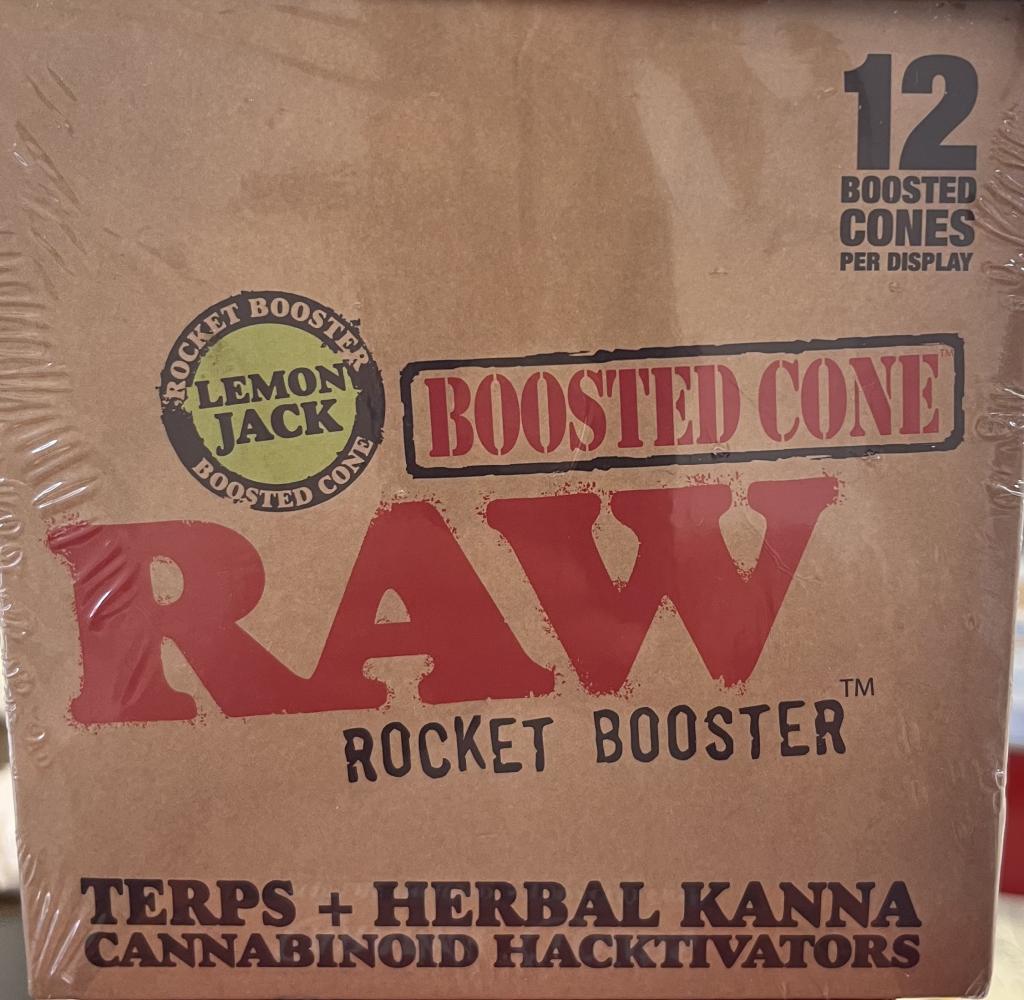 12
BOOSTED
CONES
PER DISPLAY
ROCKET BOOSTER
LEMON
JACK
BOOSTED CONE
BOOSTED CONE™
RAW™
ROCKET BOOSTER
TERPS + HERBAL KANNA
CANNABINOID HACKTIVATORS